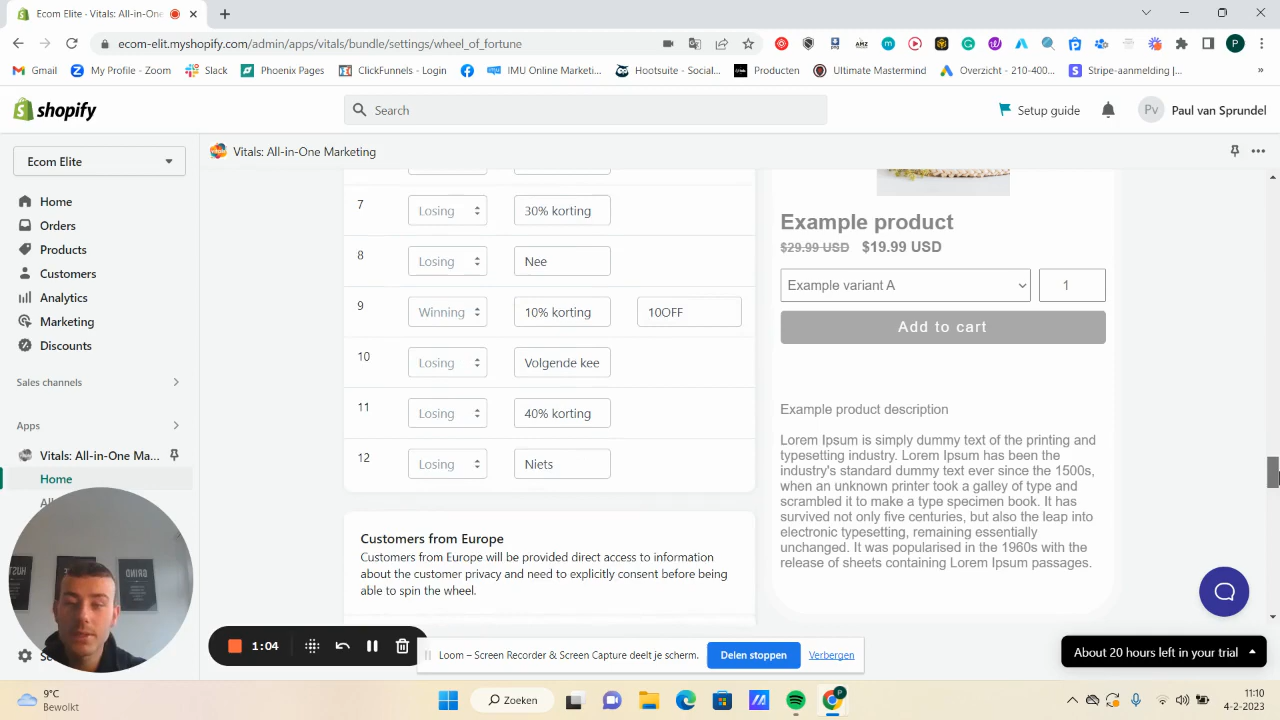 Ecom Elit - Vitals: All-in-One
ecom-elit.myshopify.com/admin/apps/vital/bundle/setting/wheel_of_fortune
Gmail
Landal
My Profile - Zoom
Slack
Phoenix Pages
ClickFunnels - Login
IMU Online Marketi...
Hootsuite - Social...
Producten
Ultimate Mastermind
Overzicht - 210-400...
Stripe-aanmelding |...
»
shopify
Search
Setup guide
Pv
Paul van Sprundel
Ecom Elite
Vitals: All-in-One Marketing
Home
Orders
Products
Customers
Analytics
Marketing
Discounts
Sales channels
Apps
Vitals: All-in-One Ma...
Home
7
Losing
30% korting
8
Losing
Nee
9
Winning
10% korting
10OFF
10
Losing
Volgende kee
11
Losing
40% korting
12
Losing
Niets
Customers from Europe
Customers from Europe will be provided direct access to information
about the customer privacy and need to explicitly consent before being
able to spin the wheel.
Example product
$29.99 USD $19.99 USD
Example variant A
1
Add to cart
Example product description
Lorem Ipsum is simply dummy text of the printing and
typesetting industry. Lorem Ipsum has been the
industry's standard dummy text ever since the 1500s,
when an unknown printer took a galley of type and
scrambled it to make a type specimen book. It has
survived not only five centuries, but also the leap into
electronic typesetting, remaining essentially
unchanged. It was popularised in the 1960s with the
release of sheets containing Lorem Ipsum passages.
1:04
Loom – Screen Recorder & Screen Capture deelt je scherm.
Delen stoppen
Verbergen
About 20 hours left in your trial
9°C
Bewolkt
Zoeken
11:10
4-2-2023